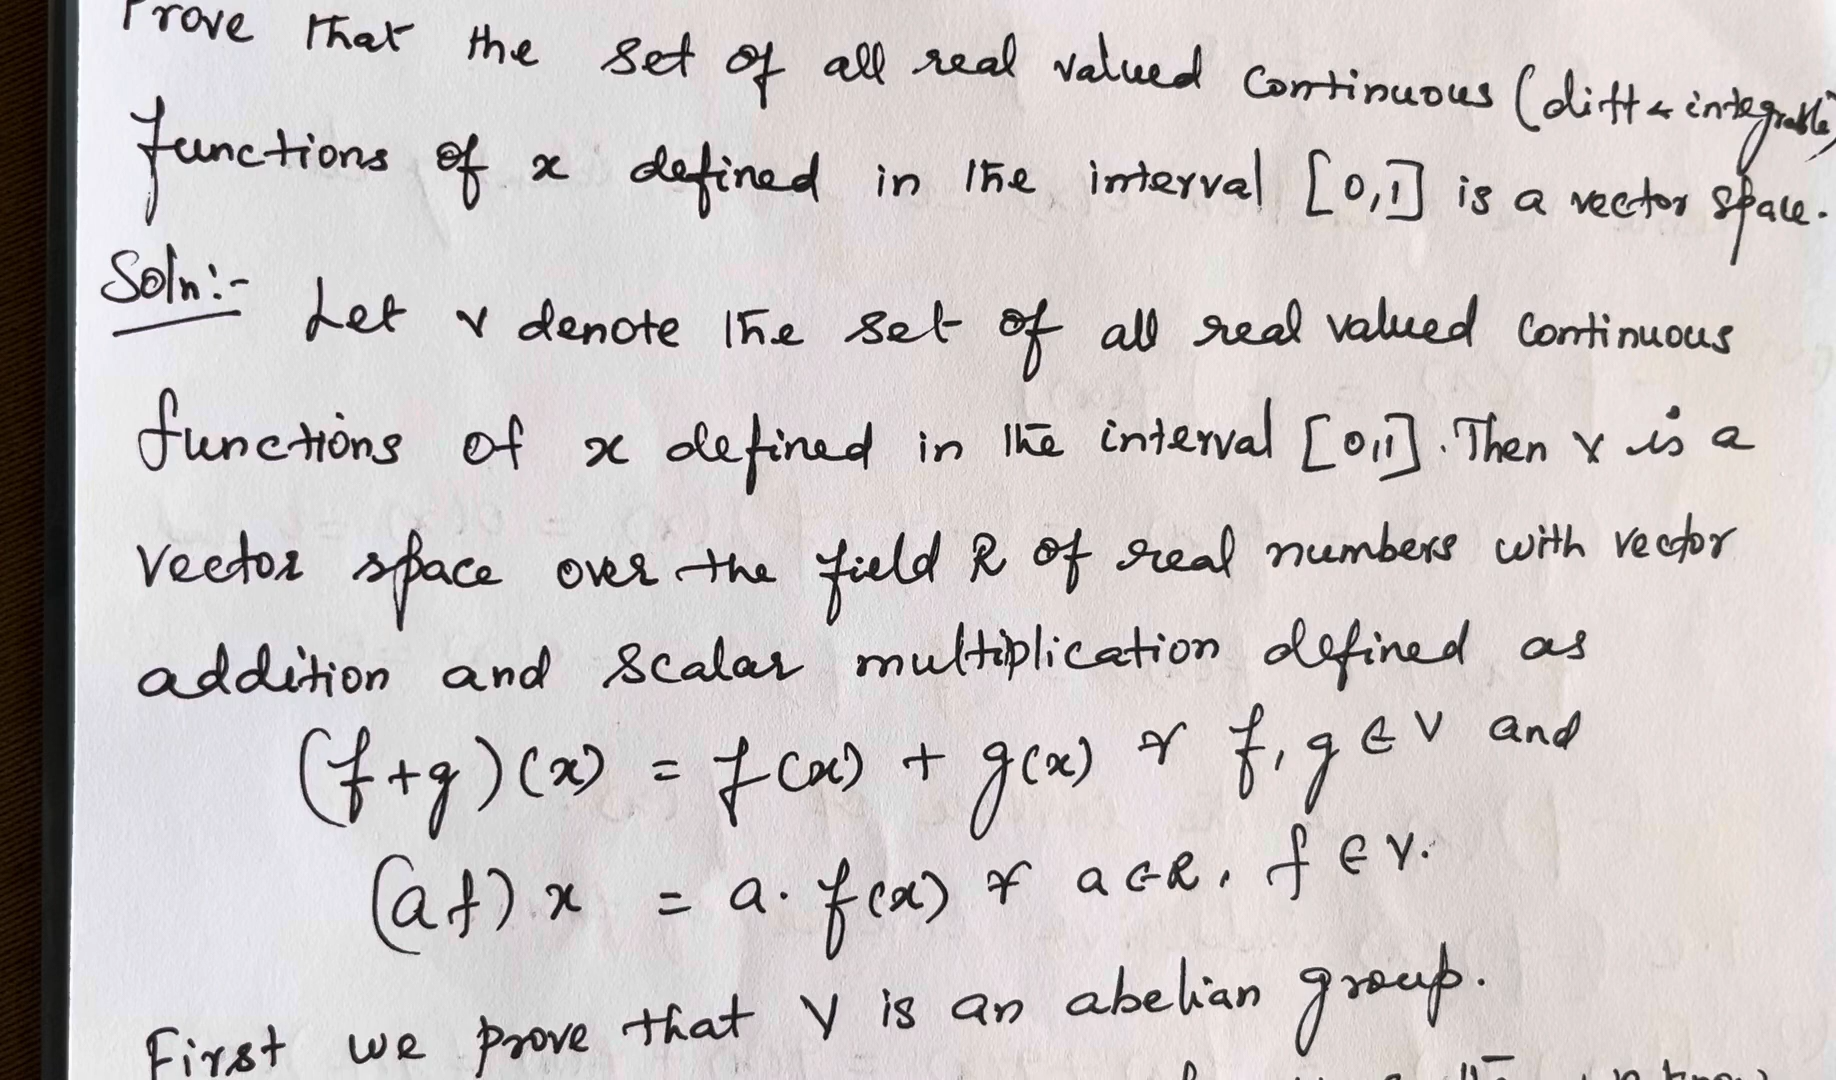 Prove that the set of all real valued continuous (diff & integrable)
functions of x defined in the interval [0,1] is a vector space.
Soln:- Let V denote the set of all real valued continuous
functions of x defined in the interval [0,1]. Then V is a
vector space over the field R of real numbers with vector
addition and scalar multiplication defined as
(f+g)(x) = f(x) + g(x) ∀ f, g ∈ V and
(af) x = a. f(x) ∀ a ∈ R, f ∈ V.
First we prove that V is an abelian group.